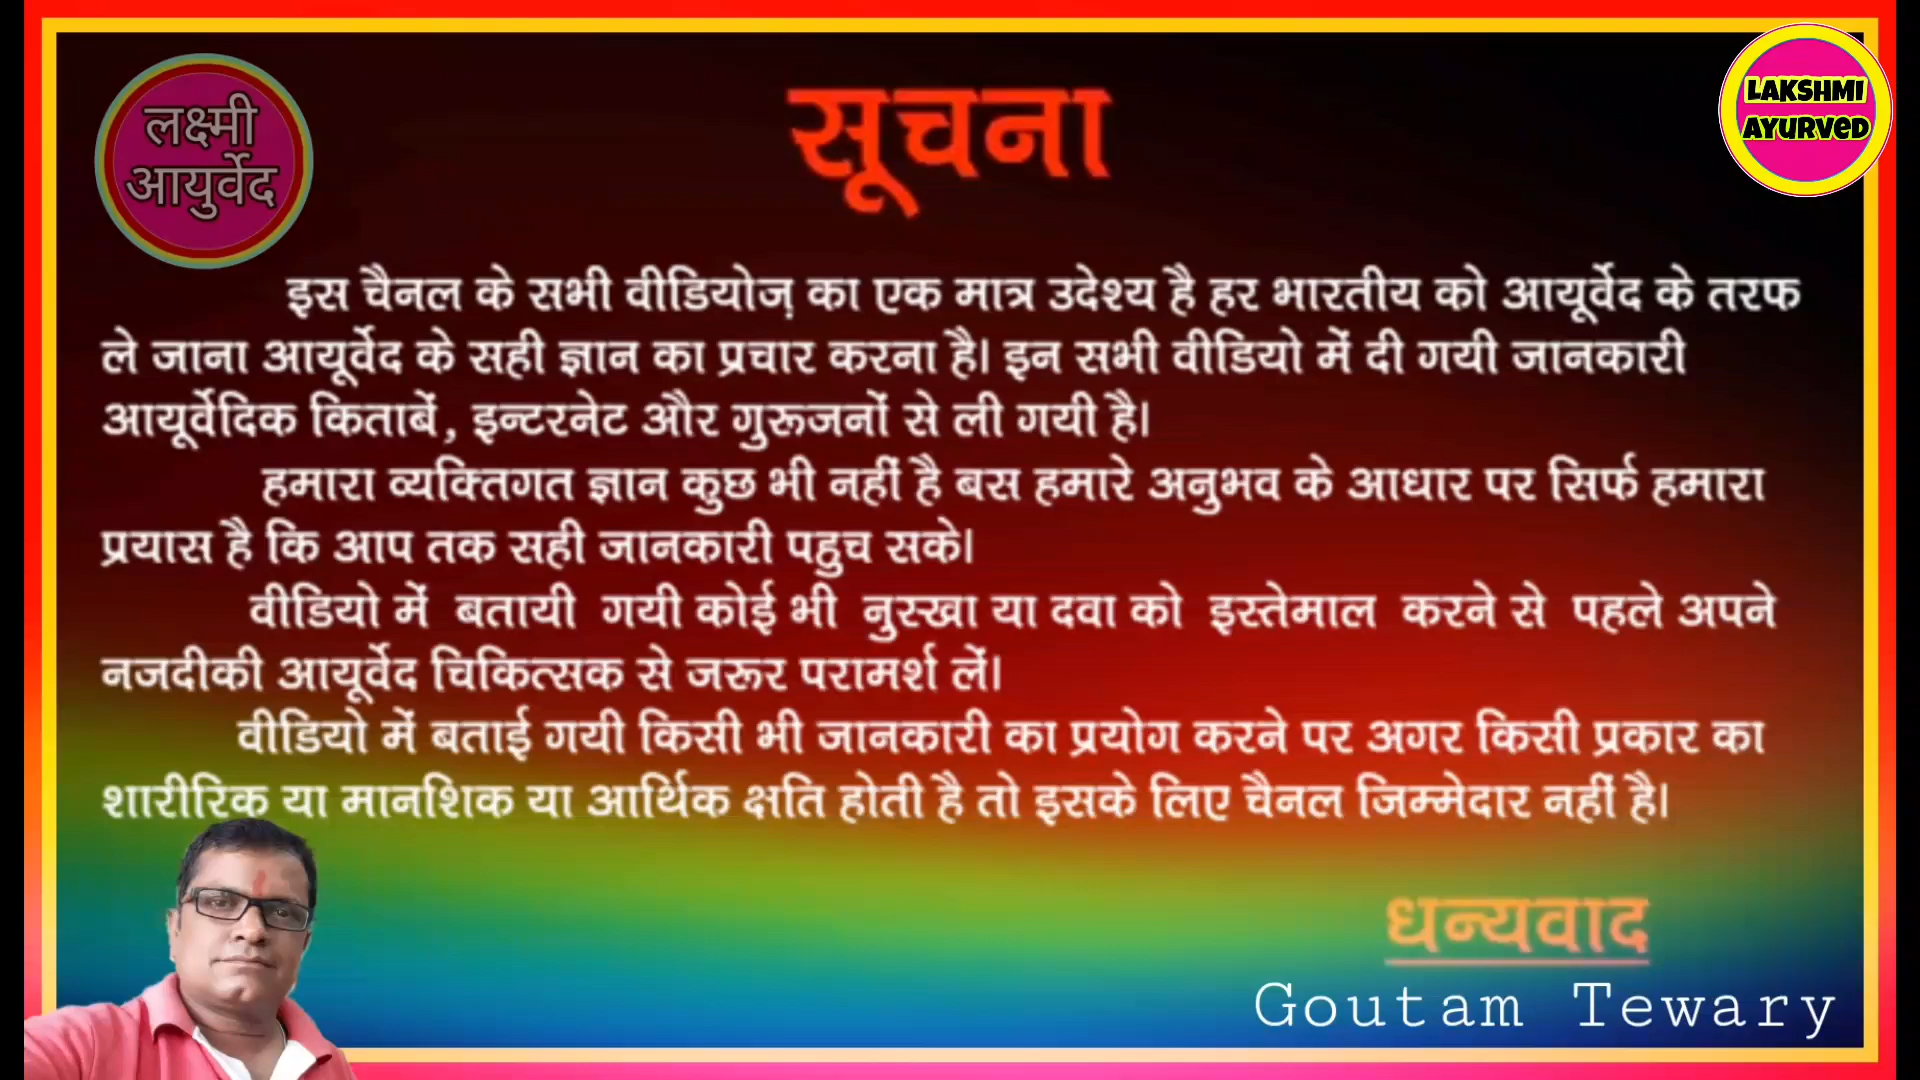 लक्ष्मी
आयुर्वेद
LAKSHMI
AYURVED
सूचना
इस चैनल के सभी वीडियोज़ का एक मात्र उदेश्य है हर भारतीय को आयूर्वेद के तरफ
ले जाना आयूर्वेद के सही ज्ञान का प्रचार करना है। इन सभी वीडियो में दी गयी जानकारी
आयूर्वेदिक किताबें, इन्टरनेट और गुरुजनों से ली गयी है।
हमारा व्यक्तिगत ज्ञान कुछ भी नहीं है बस हमारे अनुभव के आधार पर सिर्फ हमारा
प्रयास है कि आप तक सही जानकारी पहुच सके।
वीडियो में बतायी गयी कोई भी नुस्खा या दवा को इस्तेमाल करने से पहले अपने
नजदीकी आयूर्वेद चिकित्सक से जरूर परामर्श लें।
वीडियो में बताई गयी किसी भी जानकारी का प्रयोग करने पर अगर किसी प्रकार का
शारीरिक या मानशिक या आर्थिक क्षति होती है तो इसके लिए चैनल जिम्मेदार नहीं है।
धन्यवाद
Goutam Tewary